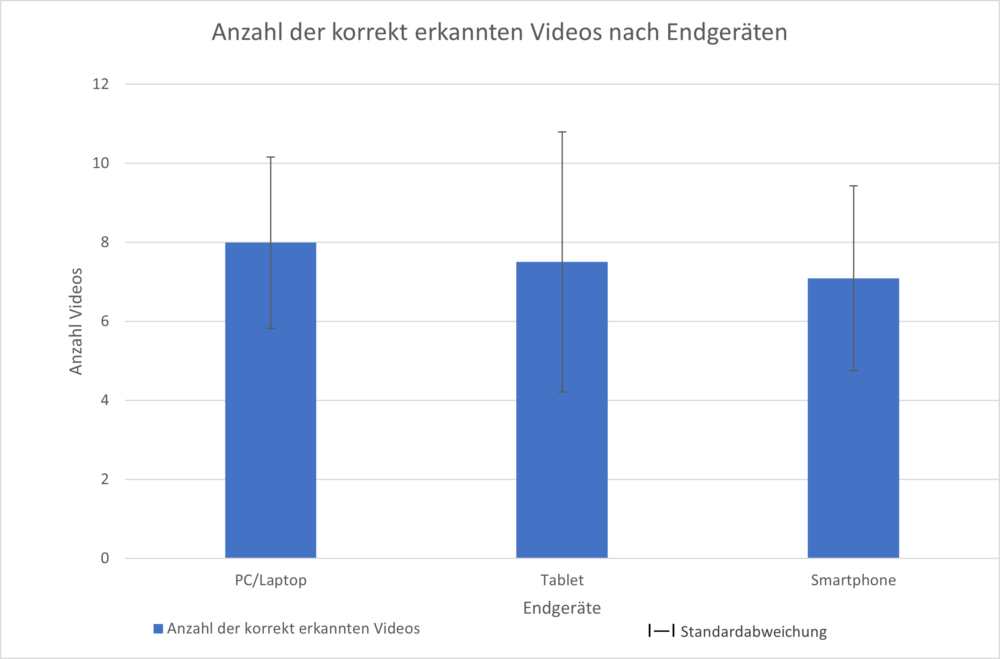 Anzahl der korrekt erkannten Videos nach Endgeräten
12
10
8
6
4
2
0
Anzahl Videos
PC/Laptop
Tablet
Smartphone
Endgeräte
Anzahl der korrekt erkannten Videos
Standardabweichung